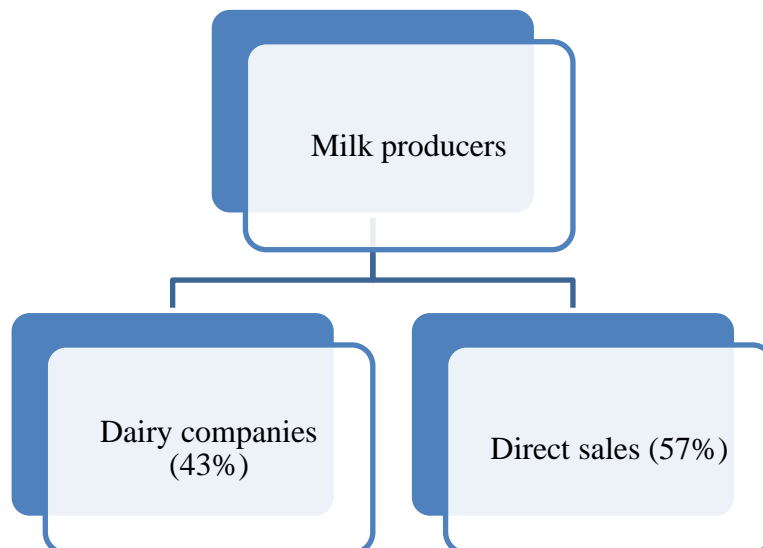 Milk producers
Dairy companies
(43%)
Direct sales (57%)